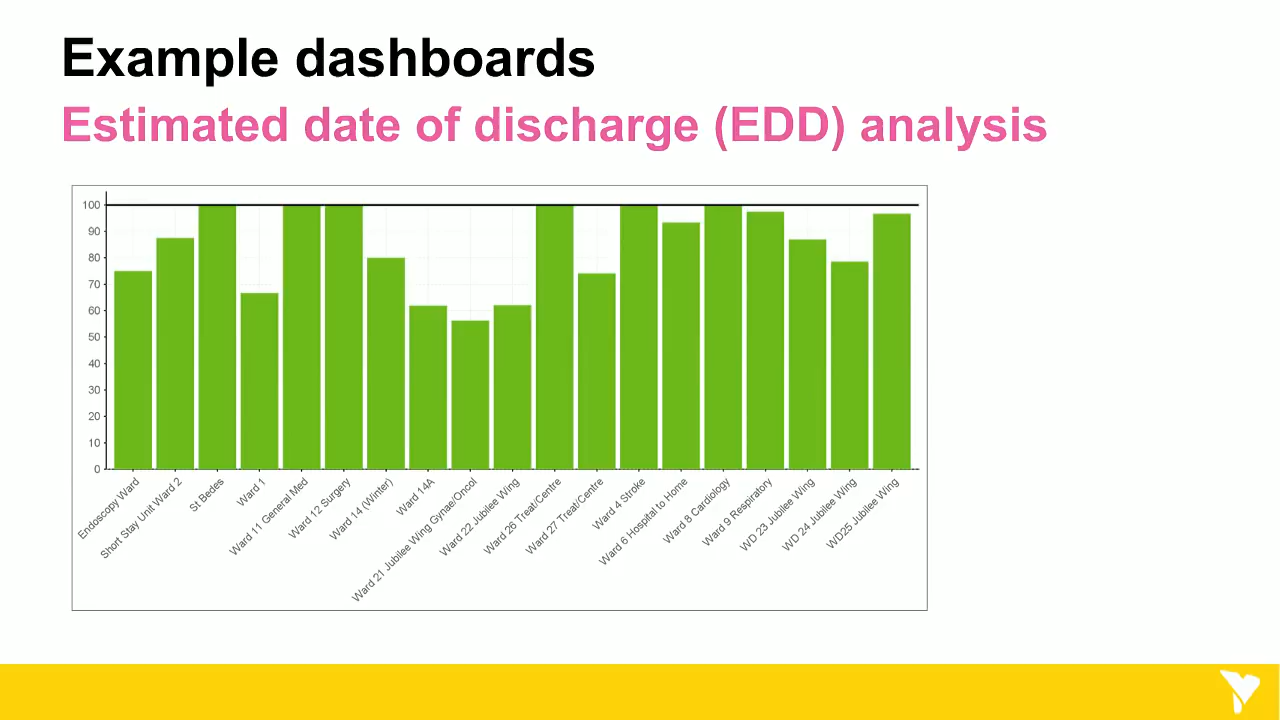 Example dashboards
Estimated date of discharge (EDD) analysis
100
90
80
70
60
50
40
30
20
10
0
Endoscopy Ward
Short Stay Unit Ward 2
St Bedes
Ward 1
Ward 11 General Med
Ward 12 Surgery
Ward 14 (Winter)
Ward 14A
Ward 21 Jubilee Wing Gynae/Oncol
Ward 22 Jubilee Wing
Ward 26 Treat/Centre
Ward 27 Treat/Centre
Ward 4 Stroke
Ward 6 Hospital to Home
Ward 8 Cardiology
Ward 9 Respiratory
WD 23 Jubilee Wing
WD 24 Jubilee Wing
WD25 Jubilee Wing